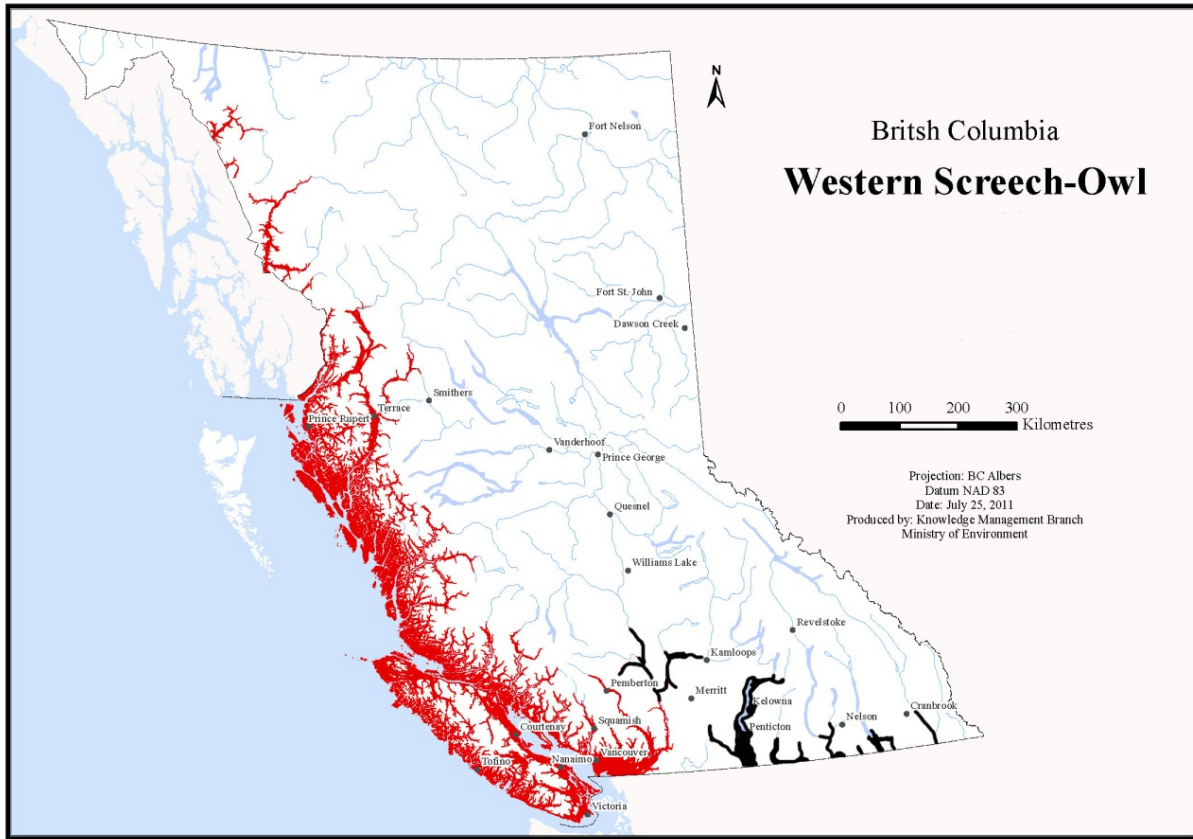 N
Britsh Columbia
Western Screech-Owl
Fort Nelson
Fort St. John
Dawson Creek
Smithers
Terrace
Prince Rupert
Vanderhoof
Prince George
0 100 200 300
Kilometres
Projection: BC Albers
Datum NAD 83
Date: July 25, 2011
Produced by: Knowledge Management Branch
Ministry of Environment
Quesnel
Williams Lake
Revelstoke
Kamloops
Pemberton
Merritt
Kelowna
Cranbrook
Squamish
Courtenay
Penticton
Nelson
Vancouver
Nanaimo
Tofino
Victoria